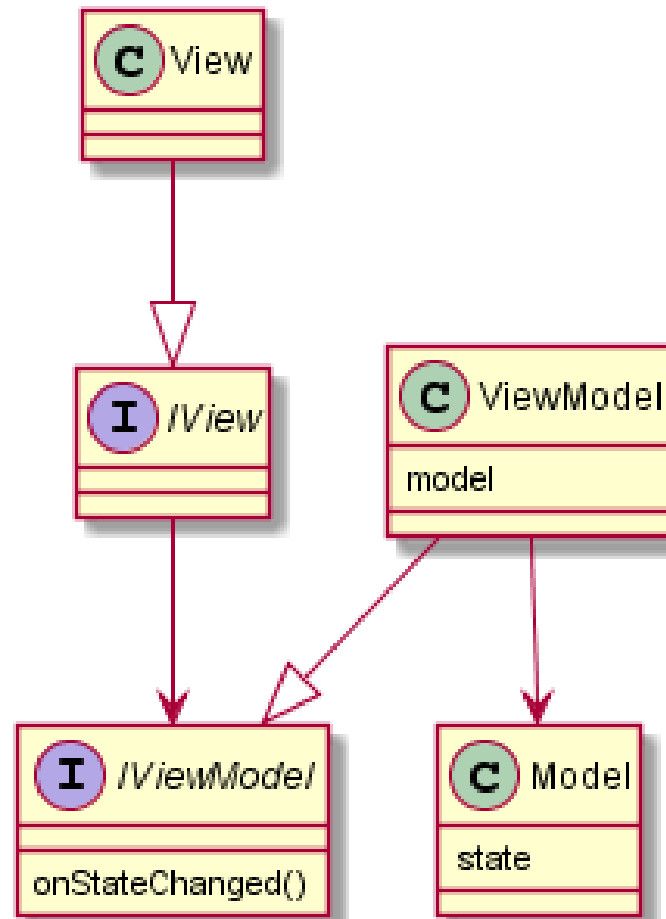 C View
I IView
C ViewModel
model
I IViewModel
onStateChanged()
C Model
state